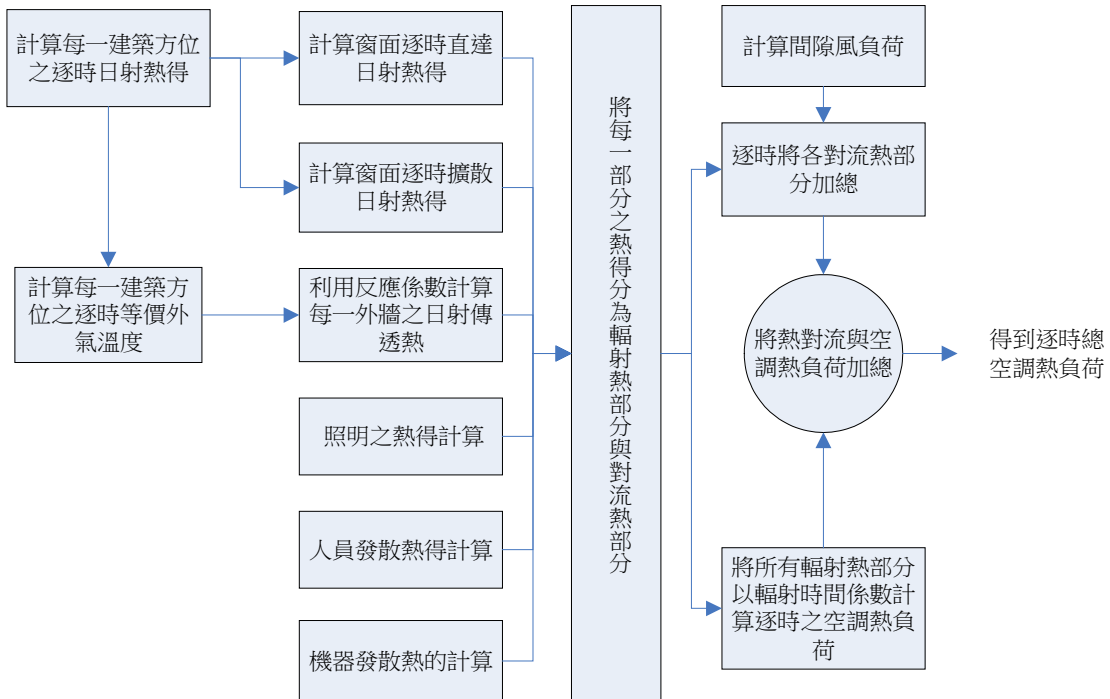 計算每一建築方位
之逐時日射熱得
計算窗面逐時直達
日射熱得
計算窗面逐時擴散
日射熱得
計算每一建築方
位之逐時等價外
氣溫度
利用反應係數計算
每一外牆之日射傳
透熱
照明之熱得計算
人員發散熱得計算
機器發散熱的計算
將每一部分之熱得分為輻射熱部分與對流熱部分
計算間隙風負荷
逐時將各對流熱部
分加總
將熱對流與空
調熱負荷加總
得到逐時總
空調熱負荷
將所有輻射熱部分
以輻射時間係數計
算逐時之空調熱負
荷